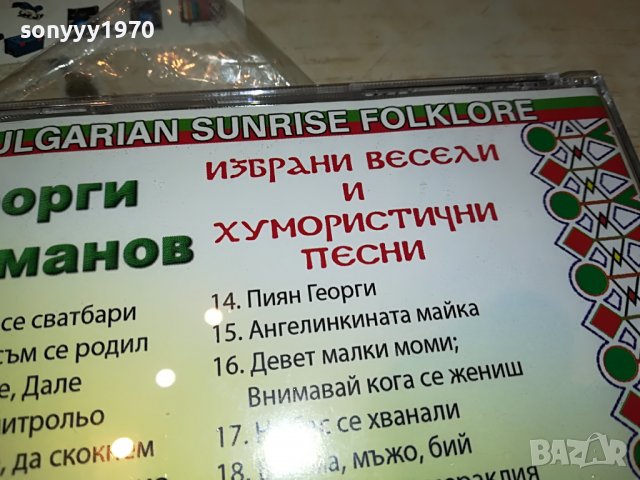 sonyyy1970
BULGARIAN SUNRISE FOLKLORE
орги
манов
ИЗБРАНИ ВЕСЕЛИ
И
ХУМОРИСТИЧНИ
ПЕСНИ
се сватбари
съм се родил
е, Дале
итрольо
, да скокнем
14. Пиян Георги
15. Ангелинкината майка
16. Девет малки моми;
Внимавай кога се жениш
17. се хванали
18. а, мъжо, бий
BAZAR